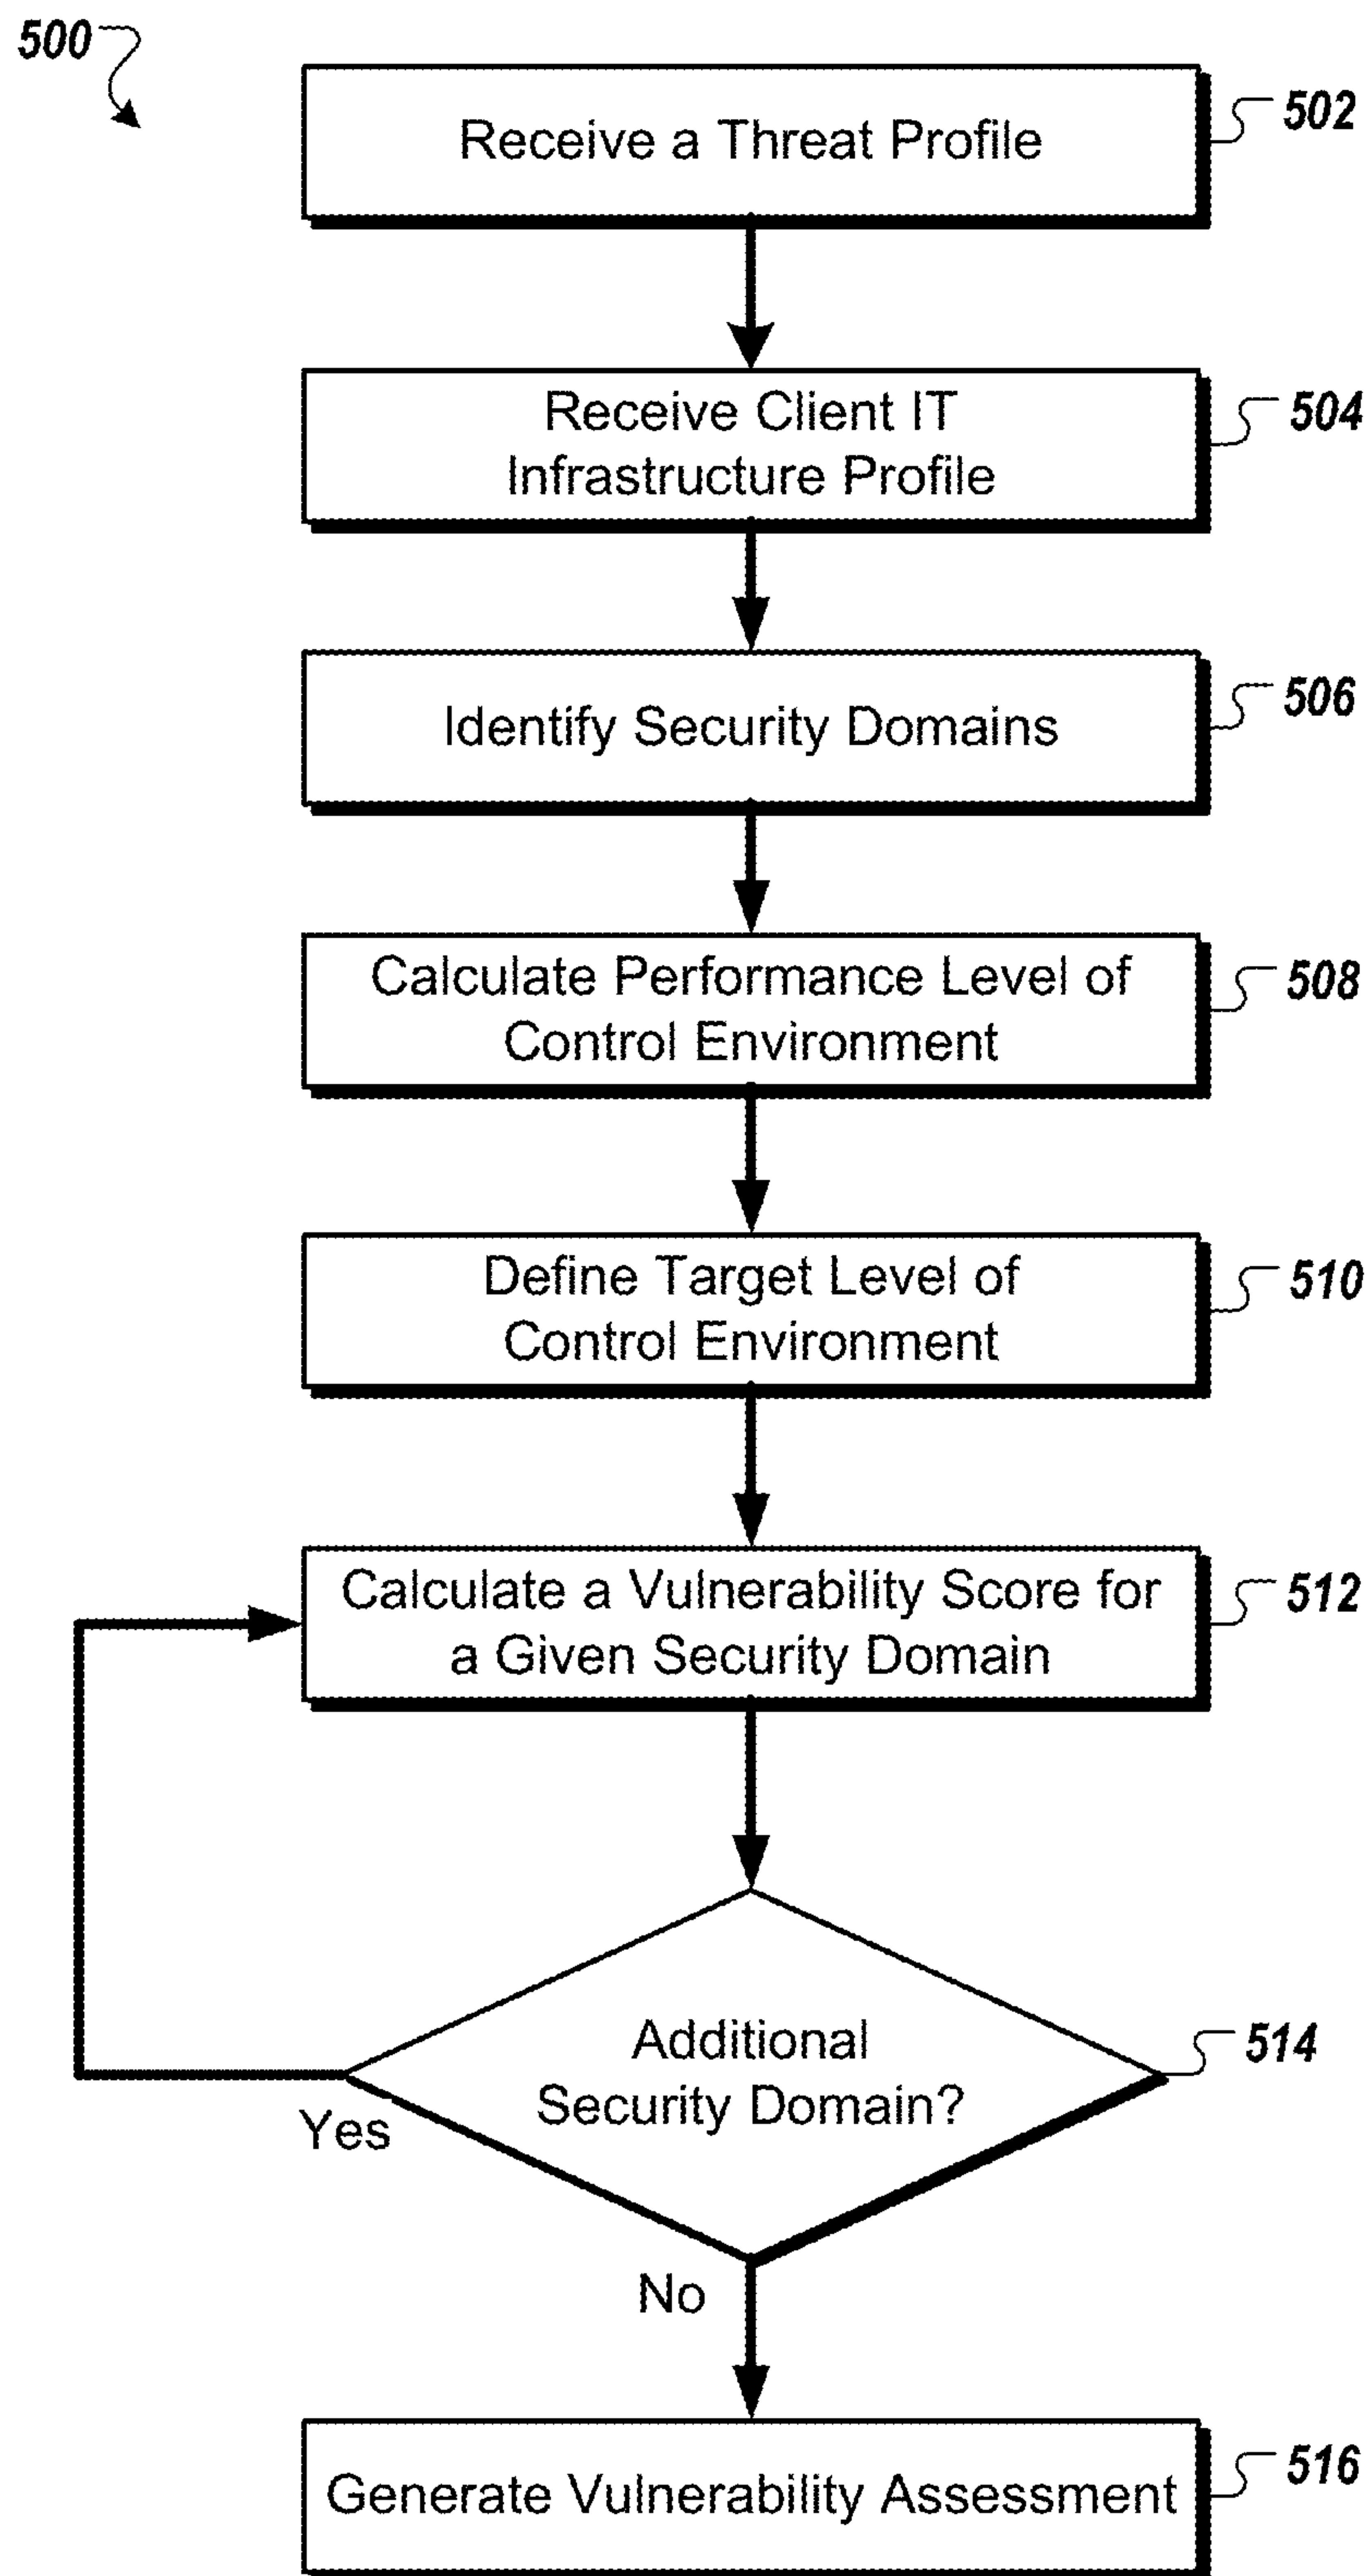 500
Receive a Threat Profile
502
Receive Client IT
Infrastructure Profile
504
Identify Security Domains
506
Calculate Performance Level of
Control Environment
508
Define Target Level of
Control Environment
510
Calculate a Vulnerability Score for
a Given Security Domain
512
Additional
Security Domain?
514
Yes
No
Generate Vulnerability Assessment
516